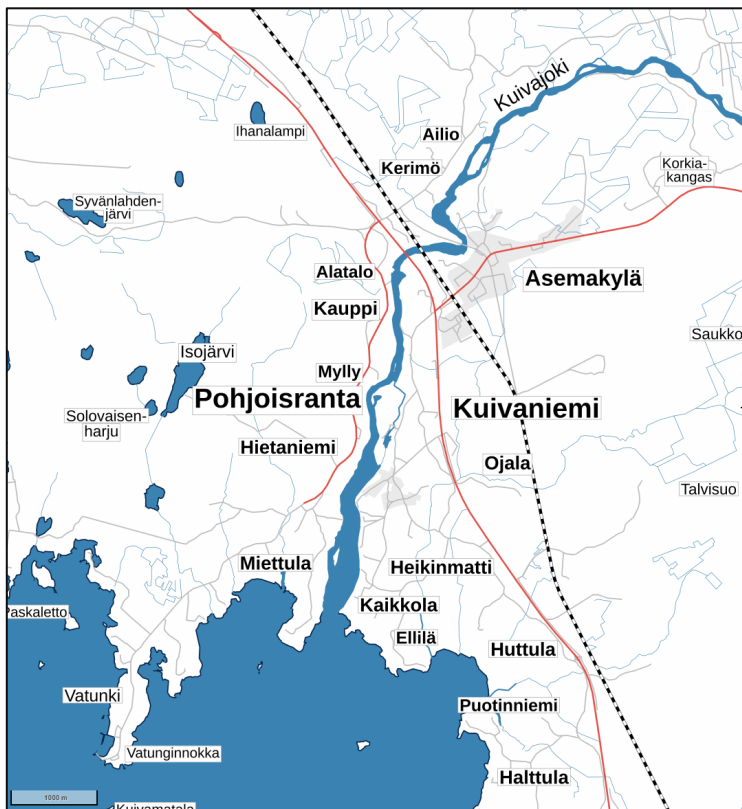 Kuivajoki
Ihanalampi
Ailio
Kerimö
Korkia-
kangas
Syvänlahden-
järvi
Alatalo
Asemakylä
Kauppi
Saukko
Isojärvi
Mylly
Pohjoisranta
Kuivaniemi
Solovaisen-
harju
Hietaniemi
Ojala
Talvisuo
Miettula
Heikinmatti
Paskaletto
Kaikkola
Ellilä
Huttula
Vatunki
Puotinniemi
Vatunginnokka
Halttula
1000 m
Kuivamatala